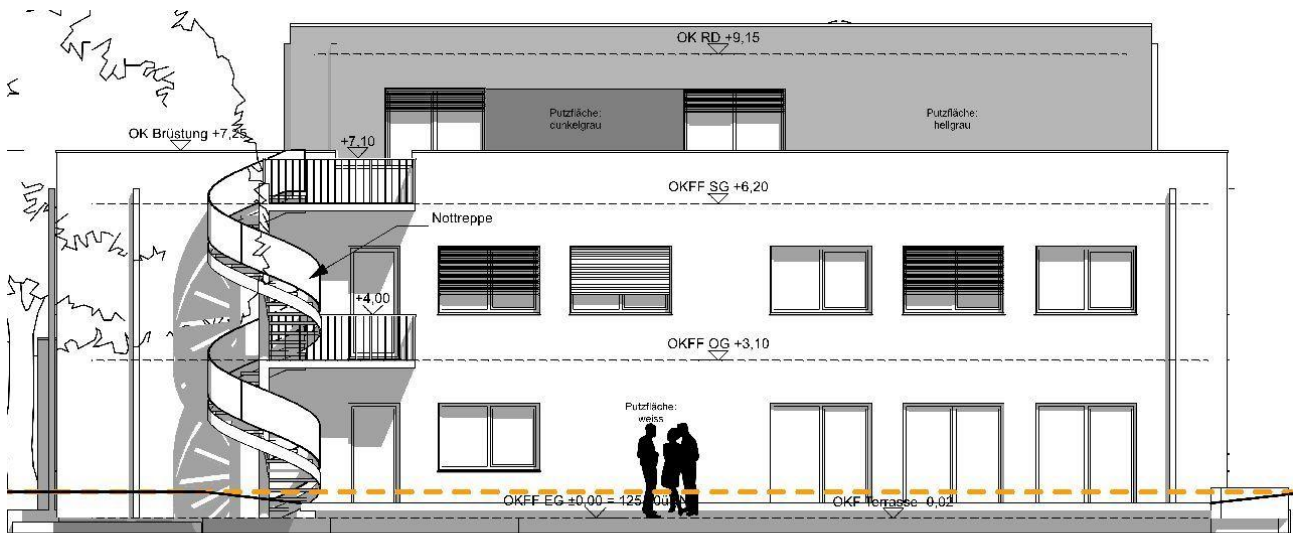 OK RD +9,15
Putzfläche:
dunkelgrau
Putzfläche:
hellgrau
OK Brüstung +7,25
+7,10
OKFF SG +6,20
Nottreppe
+4,00
OKFF OG +3,10
Putzfläche:
weiss
OKFF EG ±0,00 =
OKF Terrasse -0,02